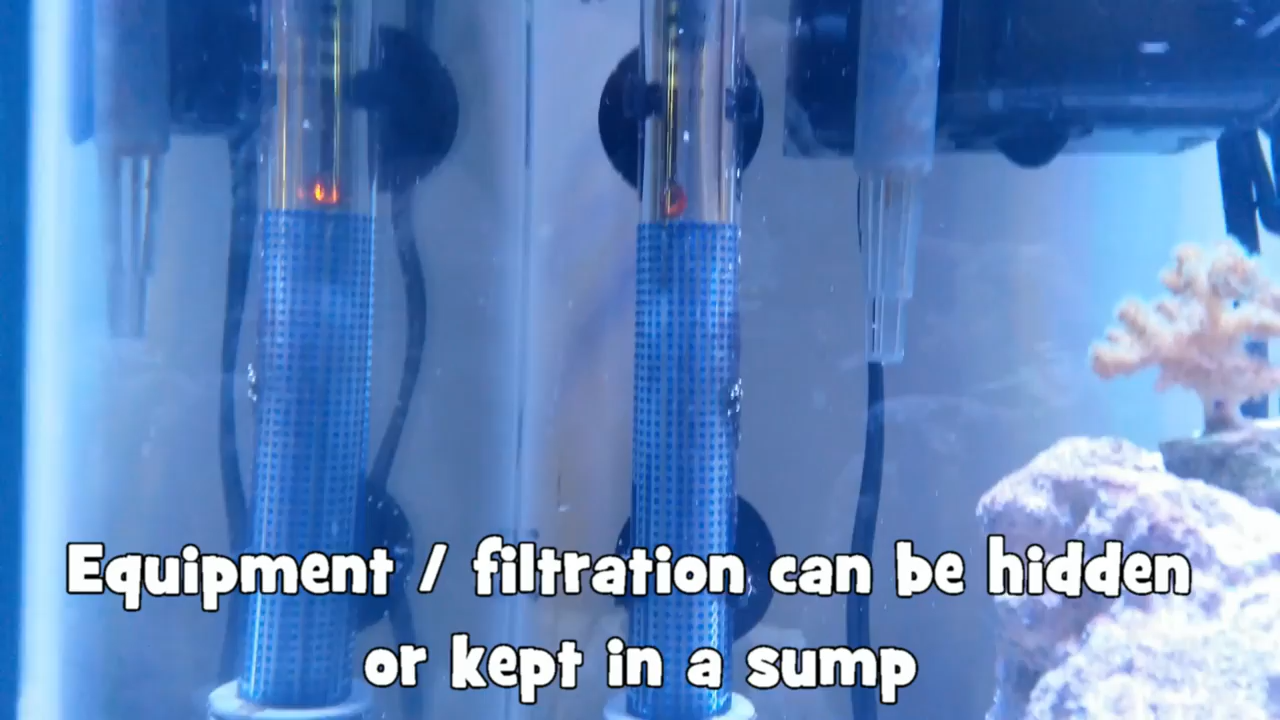 Equipment / filtration can be hidden
or kept in a sump